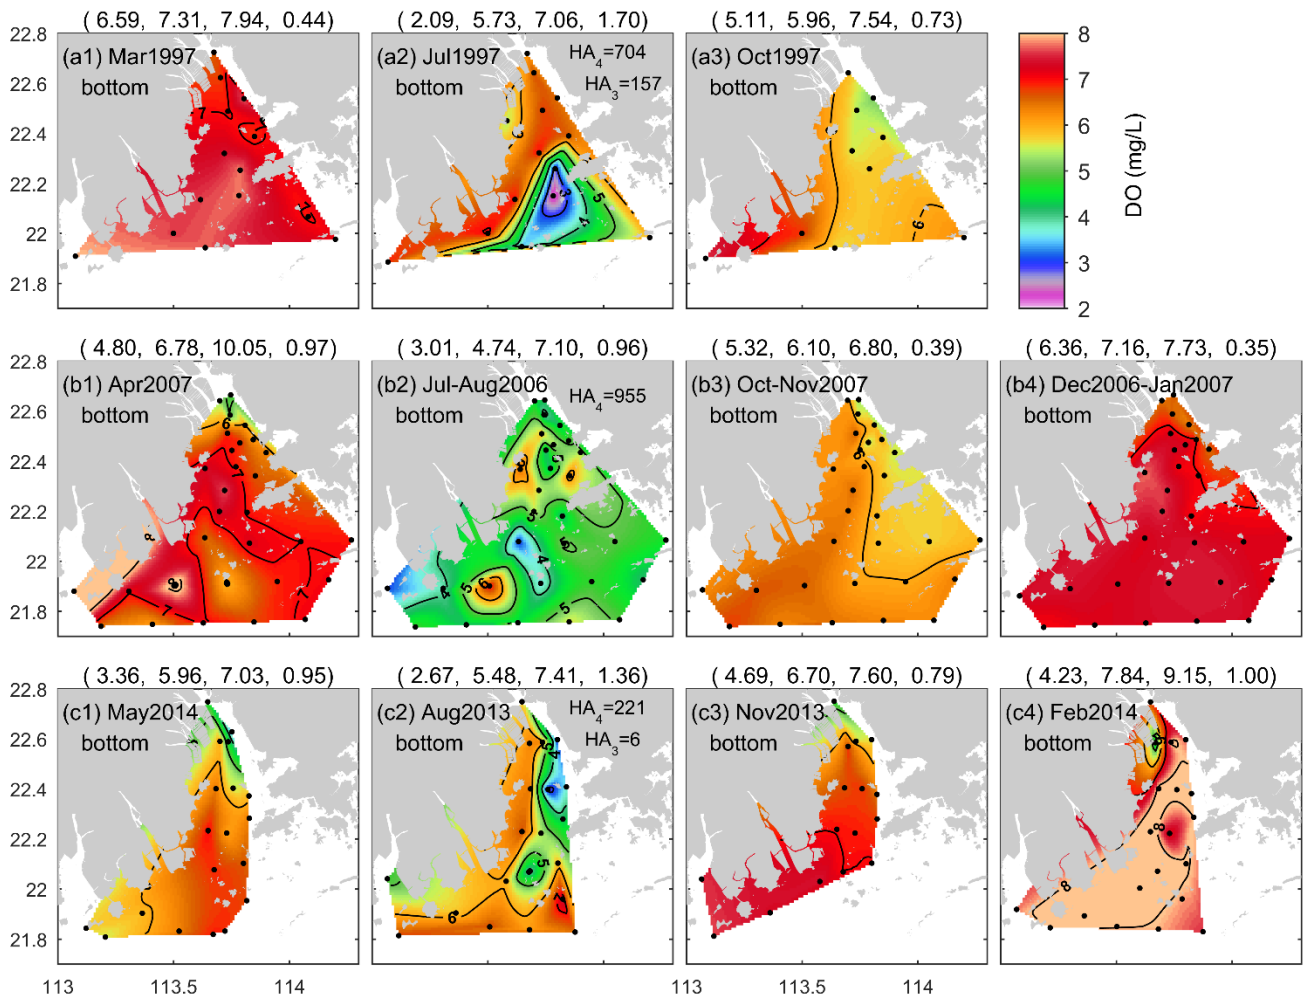 ( 6.59, 7.31, 7.94, 0.44)
( 2.09, 5.73, 7.06, 1.70)
( 5.11, 5.96, 7.54, 0.73)
22.8
22.6
22.4
22.2
22
21.8
(a1) Mar1997
bottom
(a2) Jul1997
bottom
HA4=704
HA3=157
(a3) Oct1997
bottom
8
7
6
5
4
3
2
DO (mg/L)
( 4.80, 6.78, 10.05, 0.97)
( 3.01, 4.74, 7.10, 0.96)
( 5.32, 6.10, 6.80, 0.39)
( 6.36, 7.16, 7.73, 0.35)
22.8
22.6
22.4
22.2
22
21.8
(b1) Apr2007
bottom
(b2) Jul-Aug2006
bottom
HA4=955
(b3) Oct-Nov2007
bottom
(b4) Dec2006-Jan2007
bottom
( 3.36, 5.96, 7.03, 0.95)
( 2.67, 5.48, 7.41, 1.36)
( 4.69, 6.70, 7.60, 0.79)
( 4.23, 7.84, 9.15, 1.00)
22.8
22.6
22.4
22.2
22
21.8
(c1) May2014
bottom
(c2) Aug2013
bottom
HA4=221
HA3=6
(c3) Nov2013
bottom
(c4) Feb2014
bottom
113
113.5
114
113
113.5
114